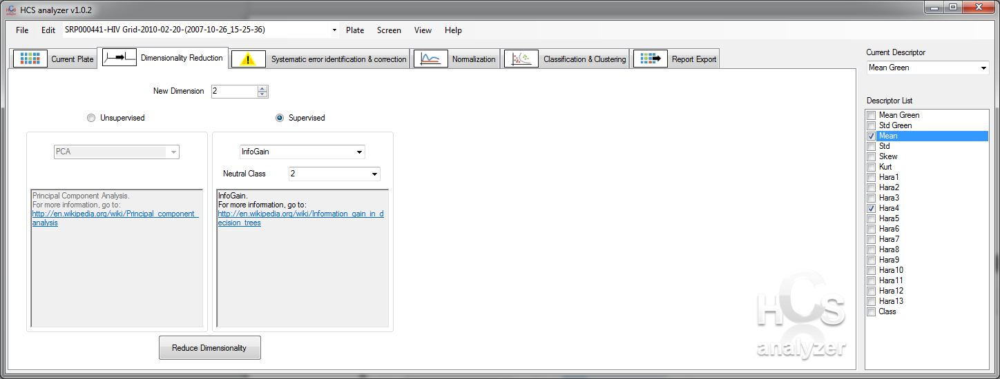 HCS analyzer v1.0.2
File Edit SRP000441-HIV Grid-2010-02-20-(2007-10-26_15-25-36) Plate Screen View Help
Current Plate Dimensionality Reduction Systematic error identification & correction Normalization Classification & Clustering Report Export
Current Descriptor
Mean Green
New Dimension 2
Unsupervised Supervised
PCA
InfoGain
Neutral Class 2
Principal Component Analysis.
For more information, go to:
http://en.wikipedia.org/wiki/Principal_component_
analysis
InfoGain.
For more information, go to:
http://en.wikipedia.org/wiki/Information_gain_in_d
ecision_trees
Reduce Dimensionality
Descriptor List
Mean Green
Std Green
Mean
Std
Skew
Kurt
Hara1
Hara2
Hara3
Hara4
Hara5
Hara6
Hara7
Hara8
Hara9
Hara10
Hara11
Hara12
Hara13
Class
HCS
analyzer